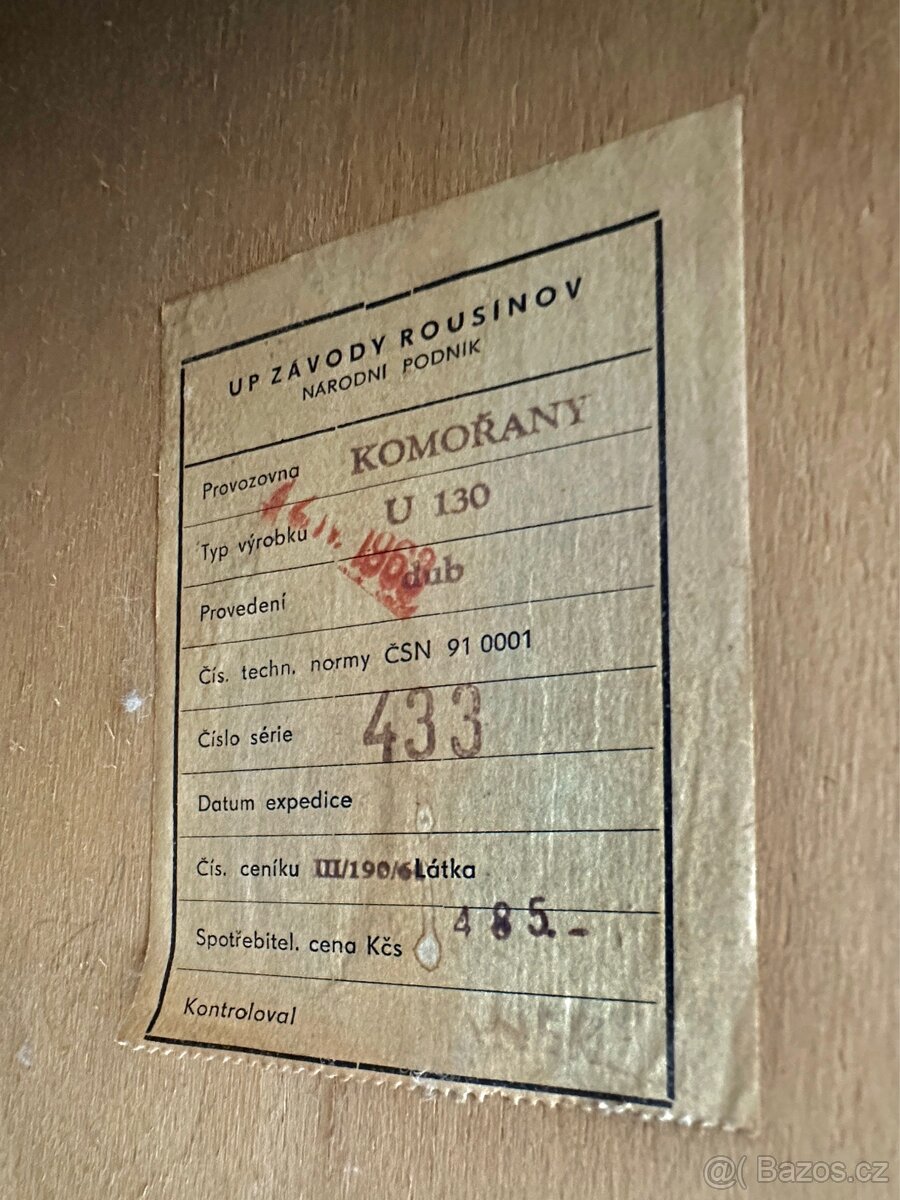 UP ZÁVODY ROUSÍNOV
NÁRODNÍ PODNIK
Provozovna KOMOŘANY
Typ výrobku U 130
1968
Provedení dub
Čís. techn. normy ČSN 91 0001
Číslo série 433
Datum expedice
Čís. ceníku III/190/ Látka
Spotřebitel. cena Kčs 485.-
Kontroloval
@( Bazos.cz